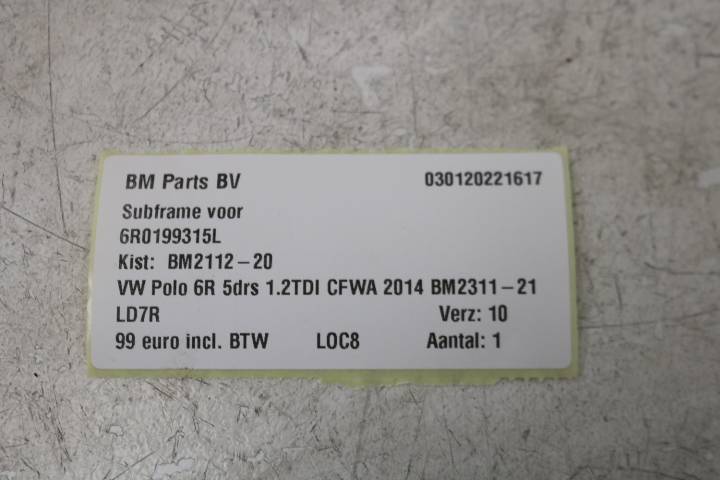 BM Parts BV 030120221617
Subframe voor
6R0199315L
Kist: BM2112-20
VW Polo 6R 5drs 1.2TDI CFWA 2014 BM2311-21
LD7R Verz: 10
99 euro incl. BTW LOC8 Aantal: 1